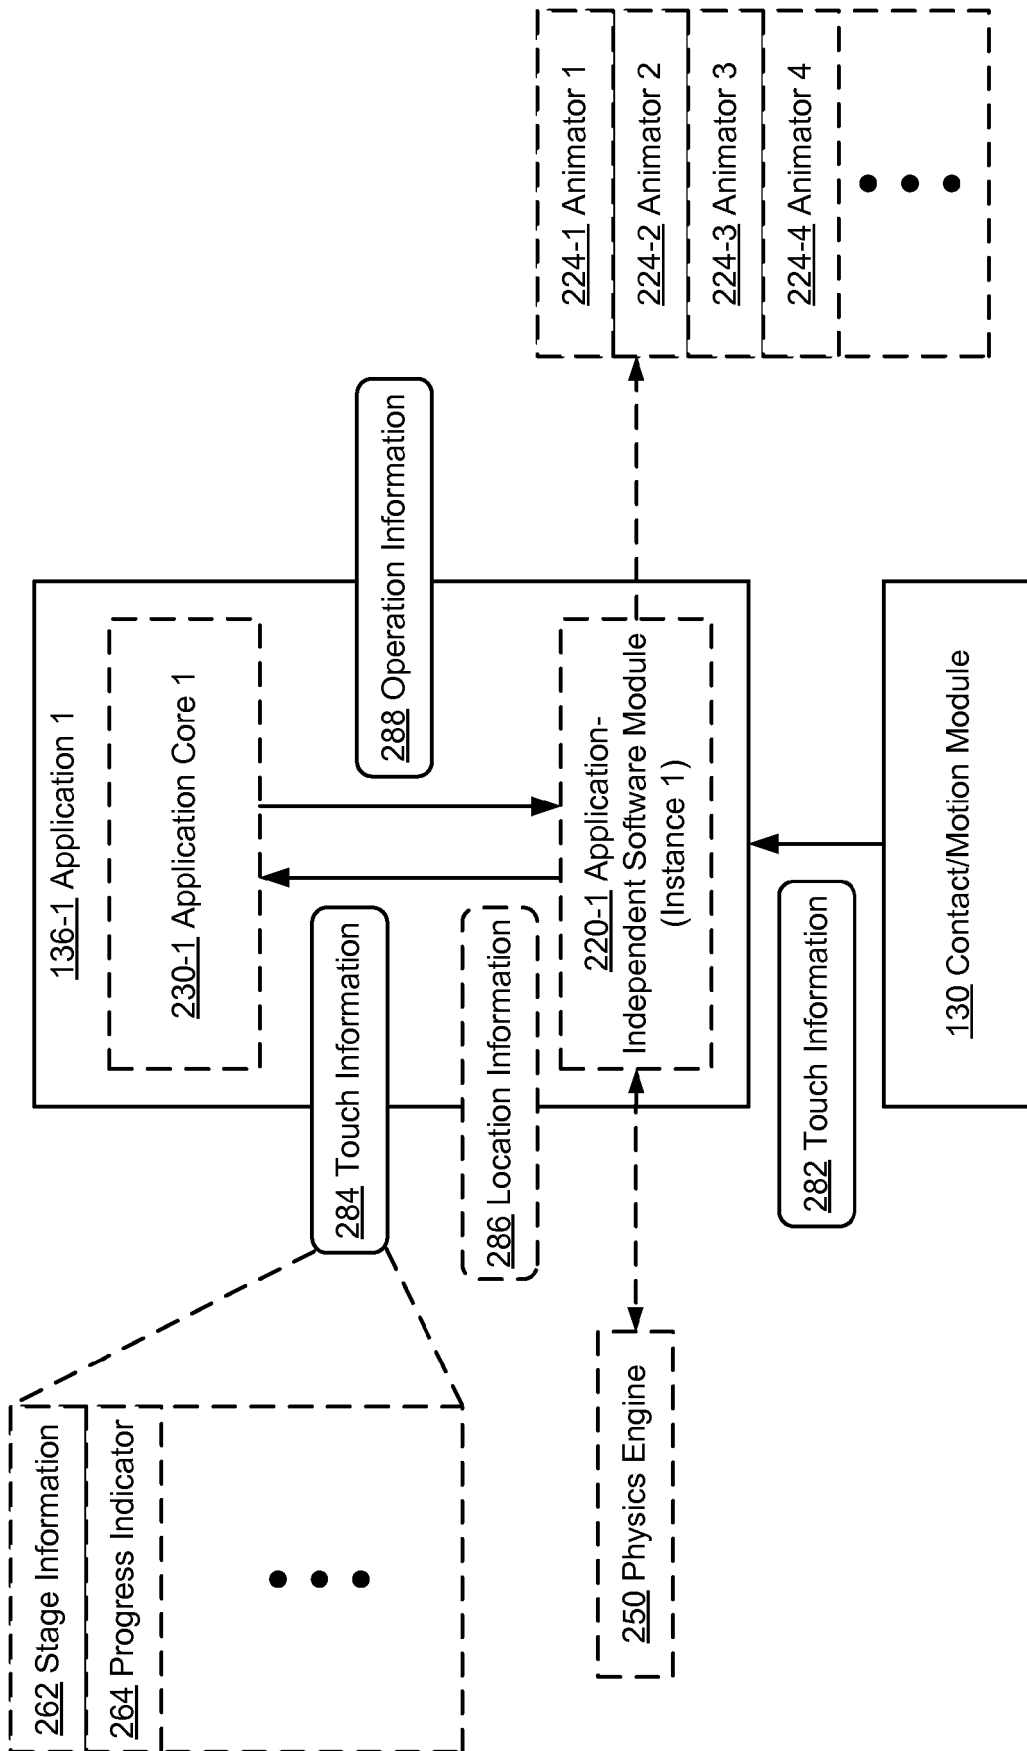 262 Stage Information
264 Progress Indicator
284 Touch Information
286 Location Information
250 Physics Engine
136-1 Application 1
230-1 Application Core 1
288 Operation Information
220-1 Application-
Independent Software Module
(Instance 1)
282 Touch Information
130 Contact/Motion Module
224-1 Animator 1
224-2 Animator 2
224-3 Animator 3
224-4 Animator 4